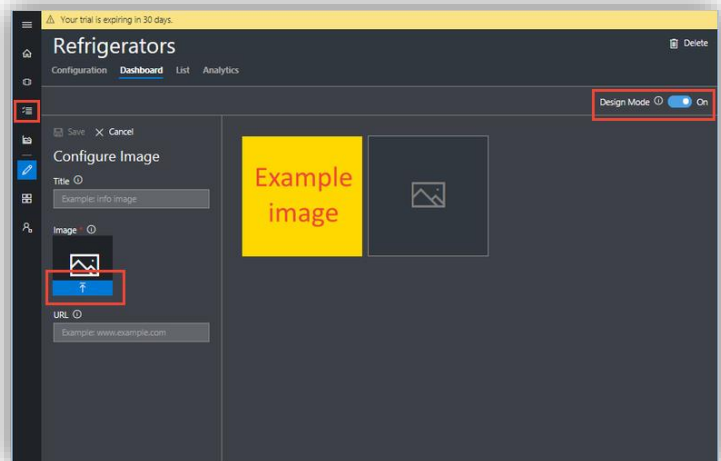 Your trial is expiring in 30 days.
Refrigerators
Delete
Configuration Dashboard List Analytics
Design Mode On
Save Cancel
Configure Image
Title
Example: info image
Image *
URL
Example: www.example.com
Example
image